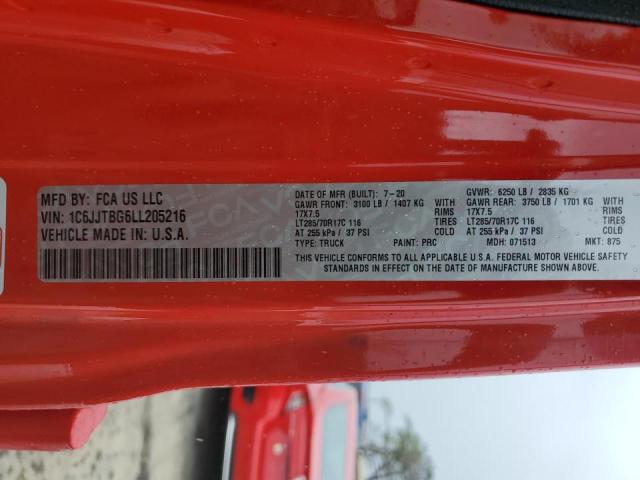 MFD BY: FCA US LLC
VIN: 1C6JJTBG6LL205216
VEHICLE MADE IN: U.S.A.
DATE OF MFR (BUILT): 7-20 GVWR: 6250 LB / 2835 KG
GAWR FRONT: 3100 LB / 1407 KG WITH GAWR REAR: 3750 LB / 1701 KG WITH
17X7.5 RIMS 17X7.5 RIMS
LT285/70R17C 116 TIRES LT285/70R17C 116 TIRES
AT 255 kPa / 37 PSI COLD AT 255 kPa / 37 PSI COLD
TYPE: TRUCK PAINT: PRC MDH: 071513 MKT: 875
THIS VEHICLE CONFORMS TO ALL APPLICABLE U.S.A. FEDERAL MOTOR VEHICLE SAFETY
STANDARDS IN EFFECT ON THE DATE OF MANUFACTURE SHOWN ABOVE.